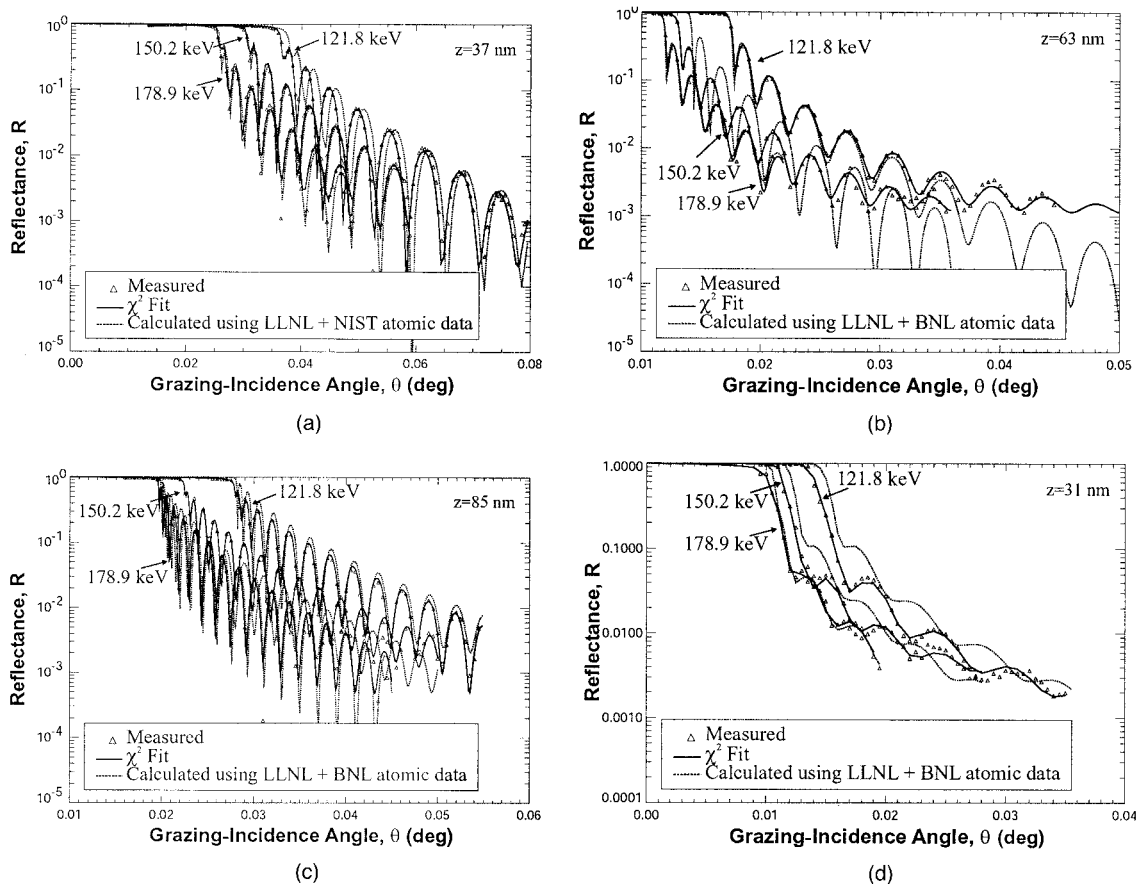 10⁰
10⁻¹
10⁻²
10⁻³
10⁻⁴
10⁻⁵
Reflectance, R
150.2 keV
121.8 keV
178.9 keV
z=37 nm
Measured
χ² Fit
Calculated using LLNL + NIST atomic data
0.00 0.02 0.04 0.06 0.08
Grazing-Incidence Angle, θ (deg)
(a)
10⁰
10⁻¹
10⁻²
10⁻³
10⁻⁴
10⁻⁵
Reflectance, R
121.8 keV
z=63 nm
150.2 keV
178.9 keV
Measured
χ² Fit
Calculated using LLNL + BNL atomic data
0.01 0.02 0.03 0.04 0.05
Grazing-Incidence Angle, θ (deg)
(b)
10⁰
10⁻¹
10⁻²
10⁻³
10⁻⁴
10⁻⁵
Reflectance, R
150.2 keV
121.8 keV
178.9 keV
z=85 nm
Measured
χ² Fit
Calculated using LLNL + BNL atomic data
0.01 0.02 0.03 0.04 0.05 0.06
Grazing-Incidence Angle, θ (deg)
(c)
1.0000
0.1000
0.0100
0.0010
0.0001
Reflectance, R
150.2 keV
121.8 keV
178.9 keV
z=31 nm
Measured
χ² Fit
Calculated using LLNL + BNL atomic data
0.00 0.01 0.02 0.03 0.04
Grazing-Incidence Angle, θ (deg)
(d)